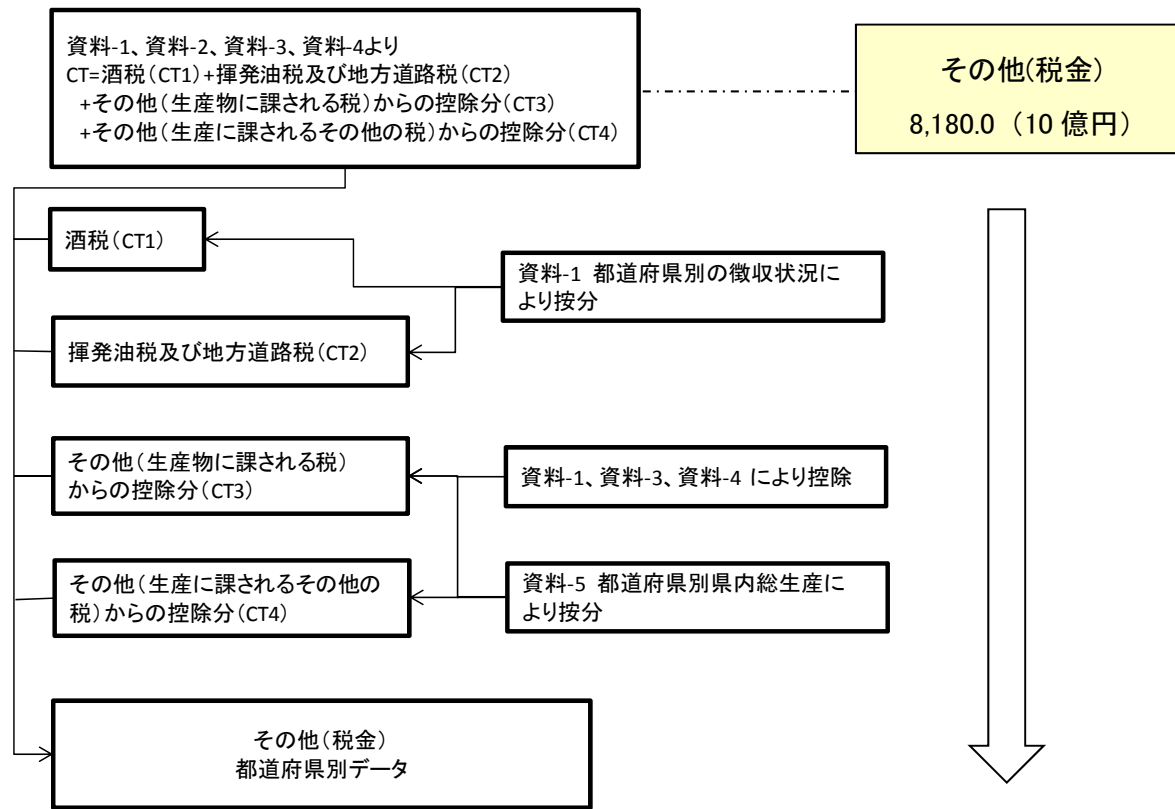 資料-1、資料-2、資料-3、資料-4より
CT=酒税(CT1)+揮発油税及び地方道路税(CT2)
+その他(生産物に課される税)からの控除分(CT3)
+その他(生産に課されるその他の税)からの控除分(CT4)
その他(税金)
8,180.0 (10 億円)
酒税(CT1)
資料-1 都道府県別の徴収状況に
より按分
揮発油税及び地方道路税(CT2)
その他(生産物に課される税)
からの控除分(CT3)
資料-1、資料-3、資料-4 により控除
その他(生産に課されるその他の
税)からの控除分(CT4)
資料-5 都道府県別県内総生産に
より按分
その他(税金)
都道府県別データ